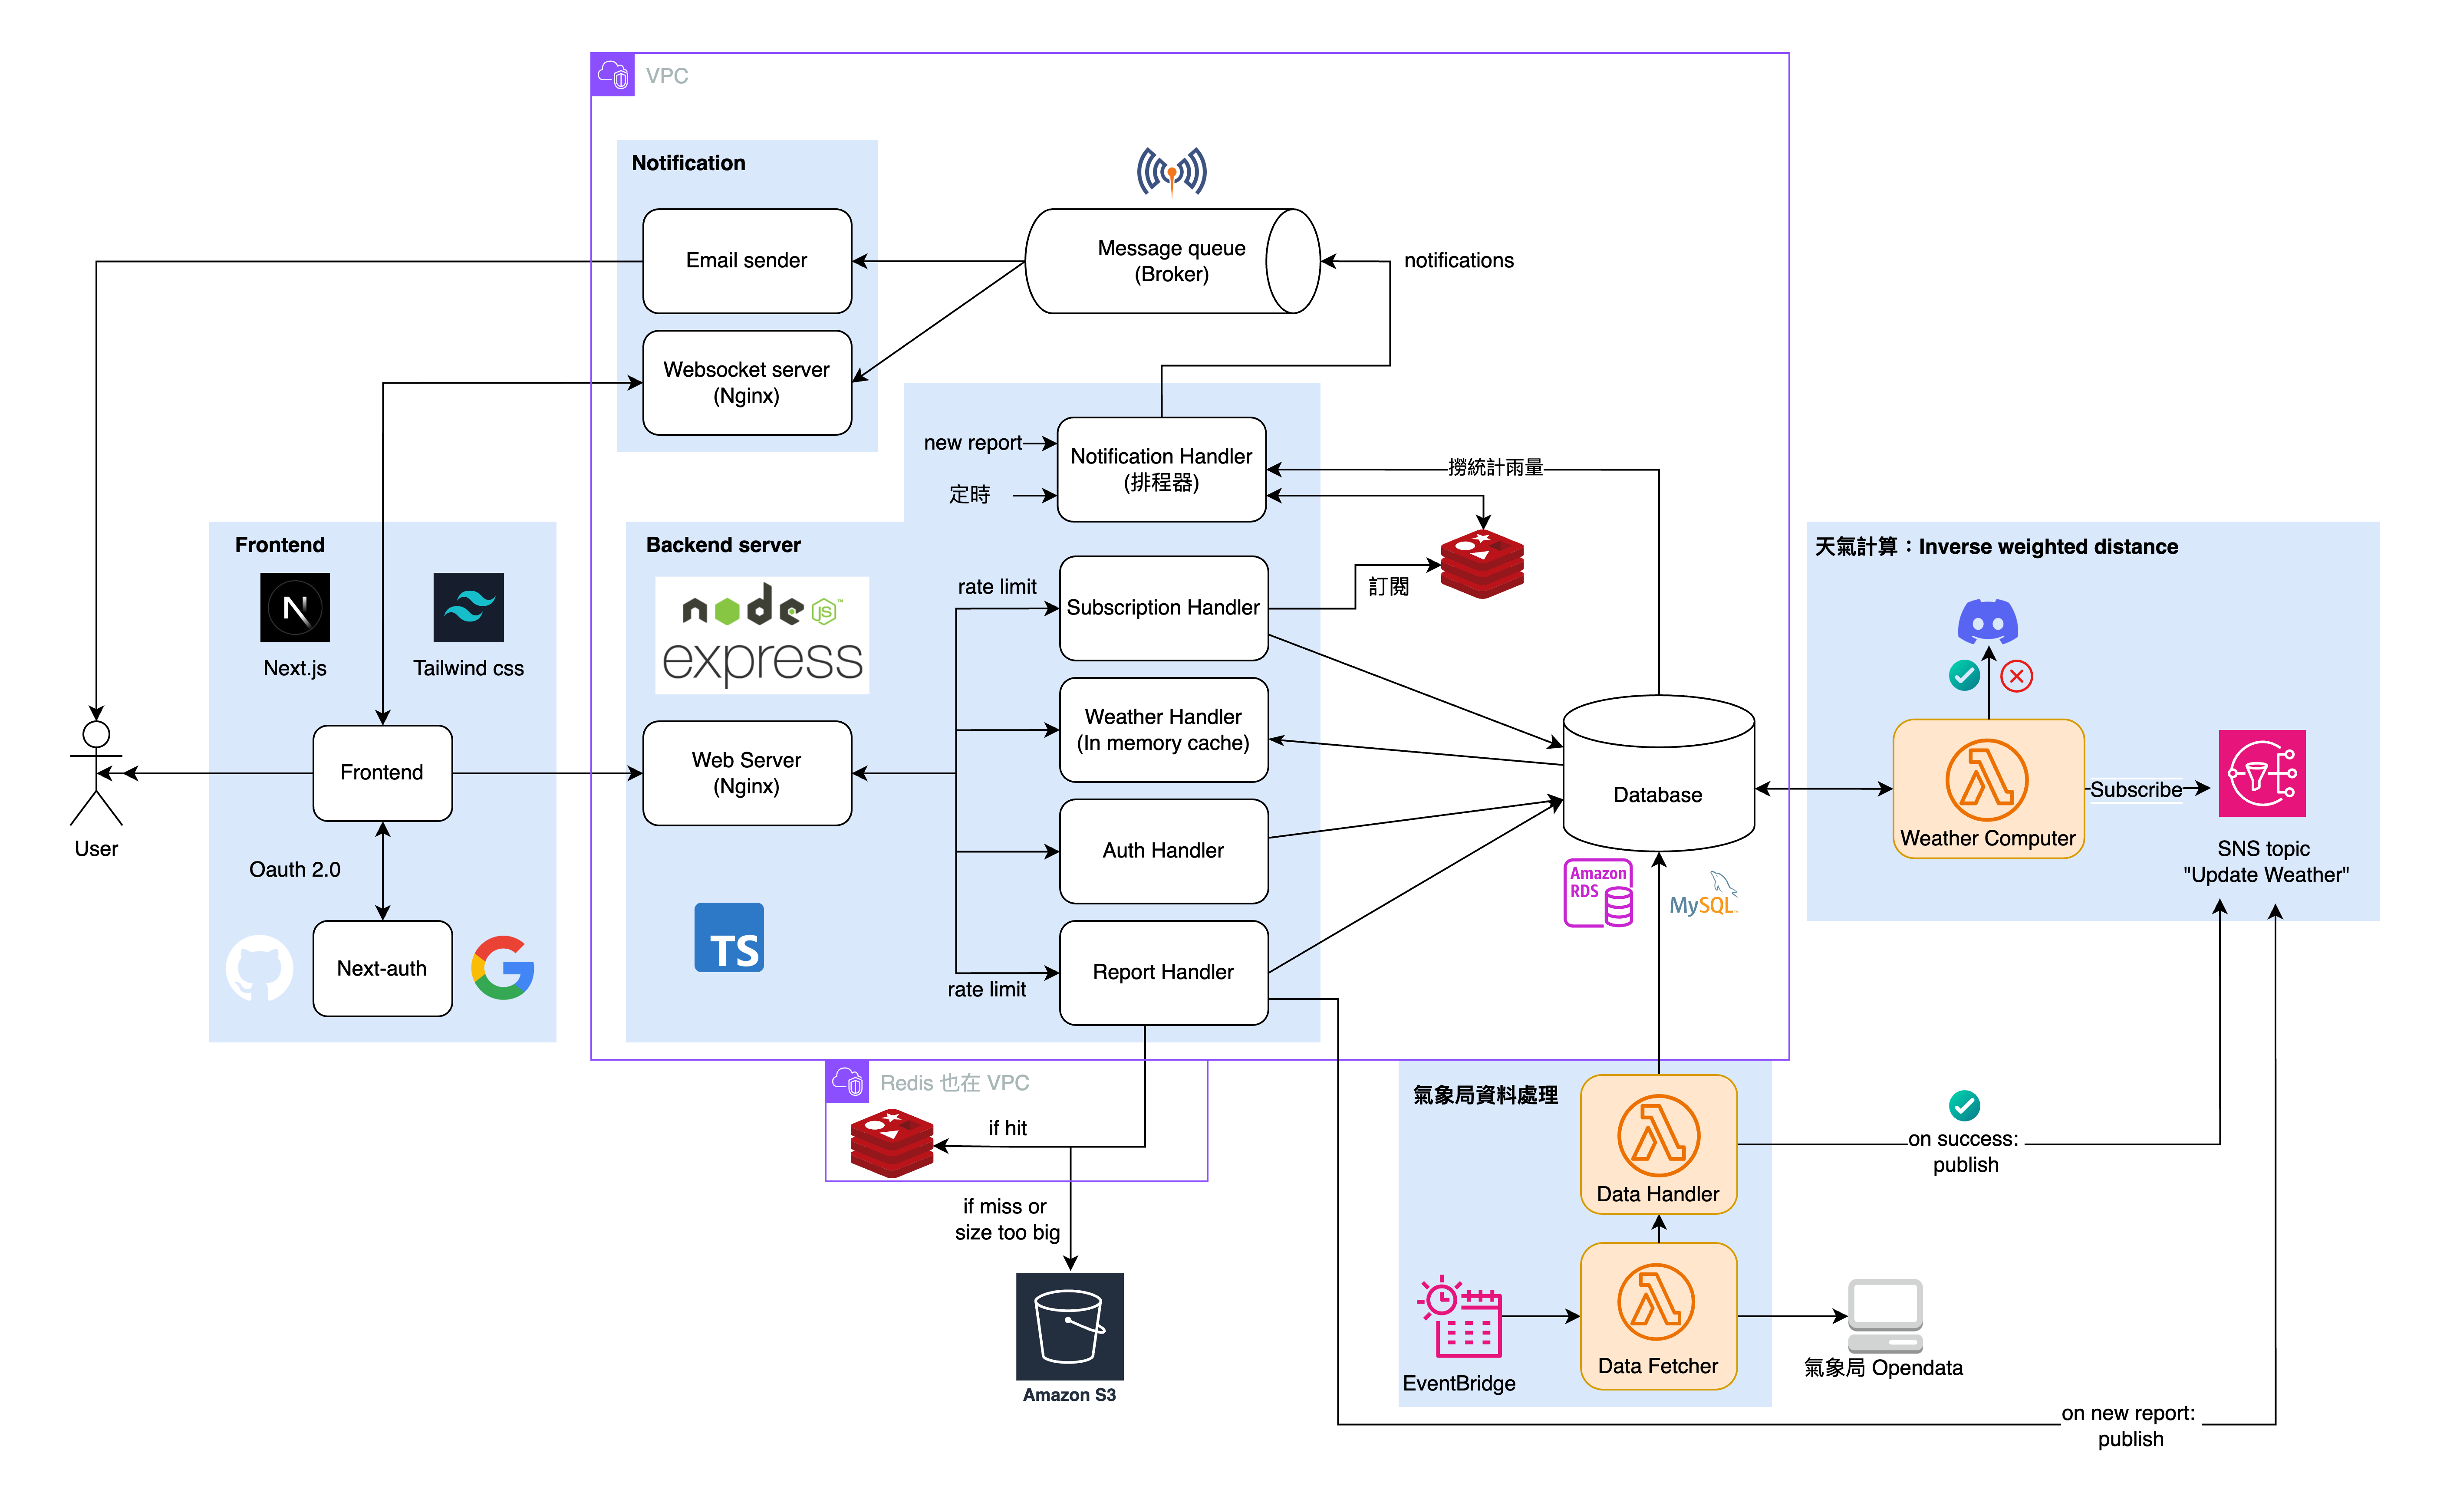 VPC
Notification
Email sender
Message queue
(Broker)
notifications
Websocket server
(Nginx)
new report
定時
Notification Handler
(排程器)
撈統計雨量
Frontend
Next.js
Tailwind css
Backend server
node JS ™
express
rate limit
Subscription Handler
訂閱
天氣計算：Inverse weighted distance
Weather Handler
(In memory cache)
Web Server
(Nginx)
Frontend
User
Oauth 2.0
Next-auth
TS
Auth Handler
Report Handler
rate limit
Database
Amazon
RDS
MySQL™
Weather Computer
Subscribe
SNS topic
"Update Weather"
Redis 也在 VPC
if hit
if miss or
size too big
Amazon S3
氣象局資料處理
Data Handler
on success:
publish
EventBridge
Data Fetcher
氣象局 Opendata
on new report:
publish